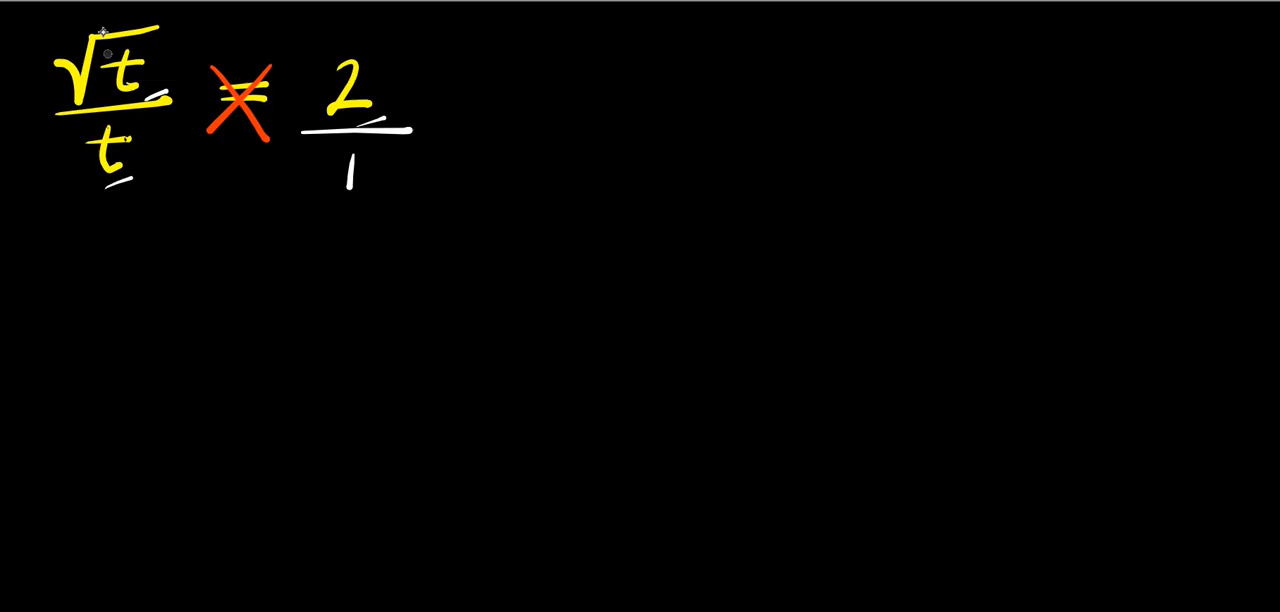 √t/t = 2/1